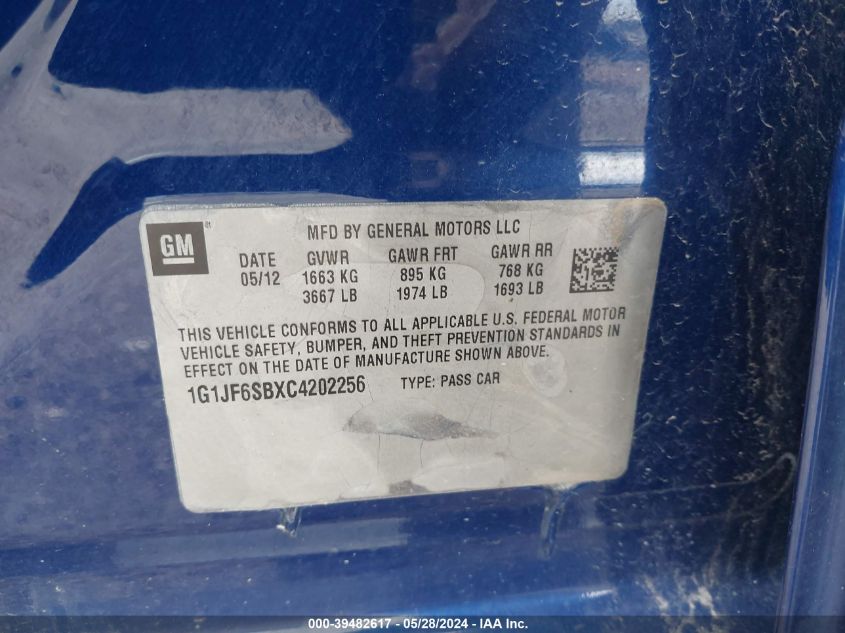 GM
MFD BY GENERAL MOTORS LLC
DATE GVWR GAWR FRT GAWR RR
05/12 1663 KG 895 KG 768 KG
3667 LB 1974 LB 1693 LB
THIS VEHICLE CONFORMS TO ALL APPLICABLE U.S. FEDERAL MOTOR
VEHICLE SAFETY, BUMPER, AND THEFT PREVENTION STANDARDS IN
EFFECT ON THE DATE OF MANUFACTURE SHOWN ABOVE.
1G1JF6SBXC4202256 TYPE: PASS CAR
000-39482617 - 05/28/2024 - IAA Inc.